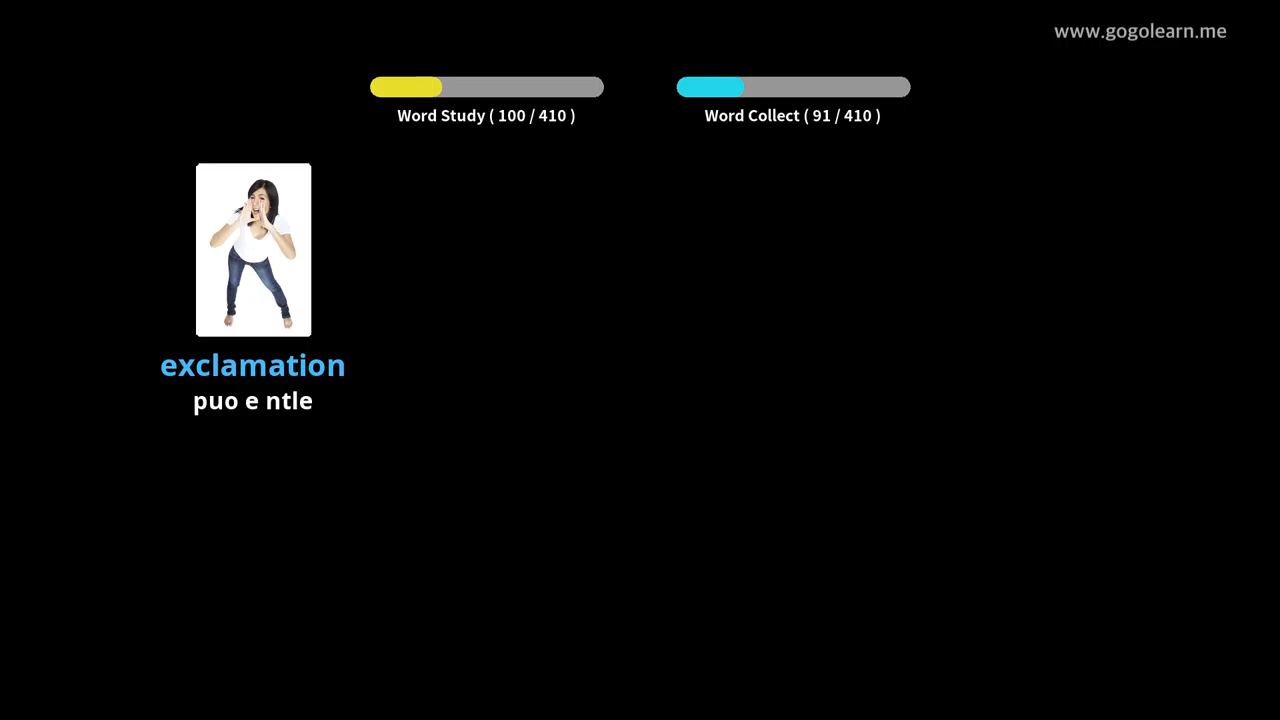 www.gogolearn.me
Word Study ( 100 / 410 )
Word Collect ( 91 / 410 )
exclamation
puo e ntle